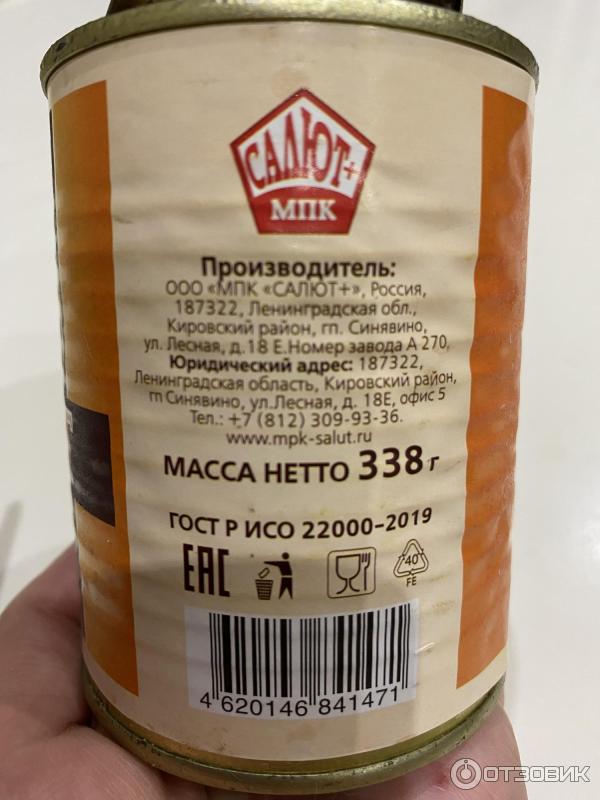 САЛЮТ+
МПК
Производитель:
ООО «МПК «САЛЮТ+», Россия,
187322, Ленинградская обл.,
Кировский район, гп. Синявино,
ул. Лесная, д.18 Е.Номер завода А 270,
Юридический адрес: 187322,
Ленинградская область, Кировский район,
гп Синявино, ул.Лесная, д. 18Е, офис 5
Тел.: +7 (812) 309-93-36.
www.mpk-salut.ru
МАССА НЕТТО 338 г
ГОСТ Р ИСО 22000-2019
EAC
40
FE
4 620146 841471
ОТЗОВИК